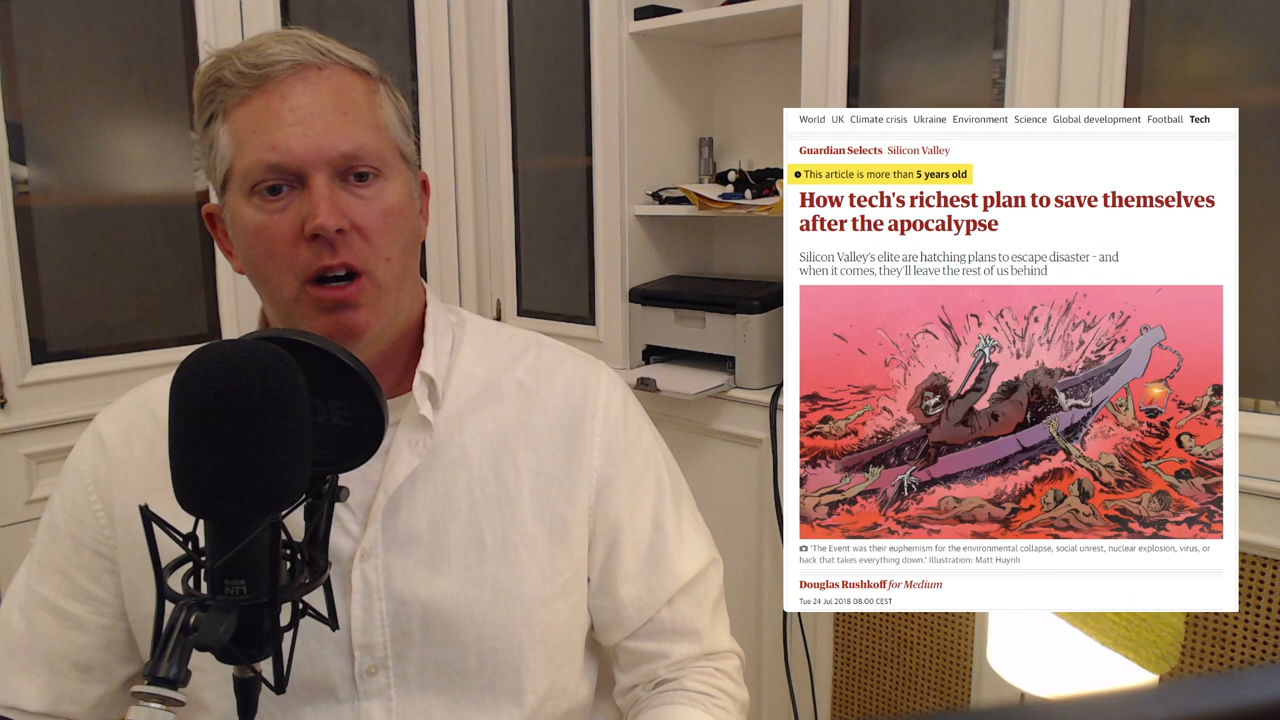 World UK Climate crisis Ukraine Environment Science Global development Football Tech
Guardian Selects Silicon Valley
This article is more than 5 years old
How tech's richest plan to save themselves
after the apocalypse
Silicon Valley's elite are hatching plans to escape disaster - and
when it comes, they'll leave the rest of us behind
'The Event was their euphemism for the environmental collapse, social unrest, nuclear explosion, virus, or
hack that takes everything down.' Illustration: Matt Huynh
Douglas Rushkoff for Medium
Tue 24 Jul 2018 08.00 CEST
NT1